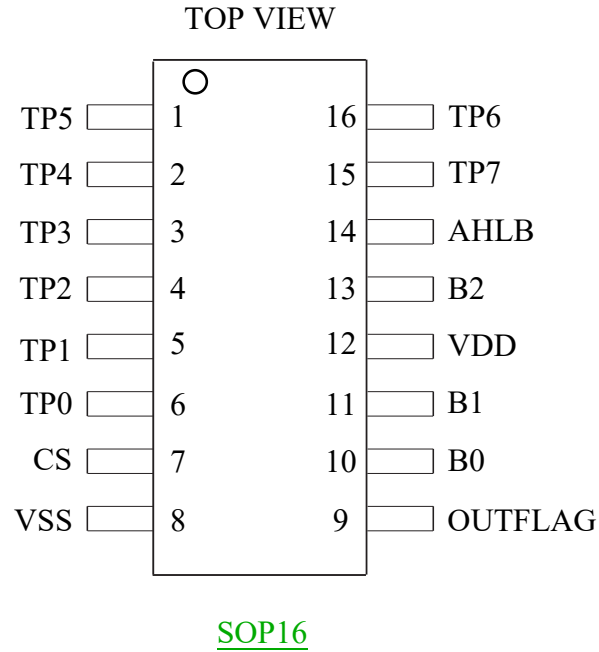 TOP VIEW
TP5 1 16 TP6
TP4 2 15 TP7
TP3 3 14 AHLB
TP2 4 13 B2
TP1 5 12 VDD
TP0 6 11 B1
CS 7 10 B0
VSS 8 9 OUTFLAG
SOP16